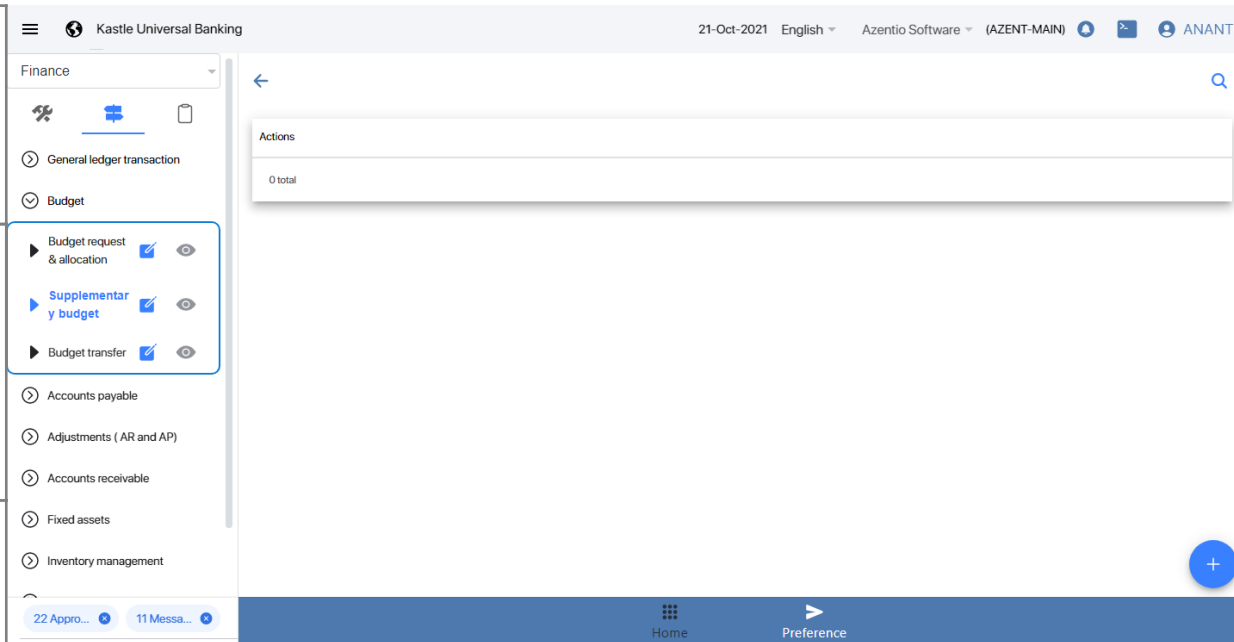 Kastle Universal Banking
21-Oct-2021 English Azentio Software (AZENT-MAIN) ANANT
Finance
Actions
0 total
General ledger transaction
Budget
Budget request
& allocation
Supplementar
y budget
Budget transfer
Accounts payable
Adjustments ( AR and AP)
Accounts receivable
Fixed assets
Inventory management
22 Appro...
11 Messa...
Home
Preference